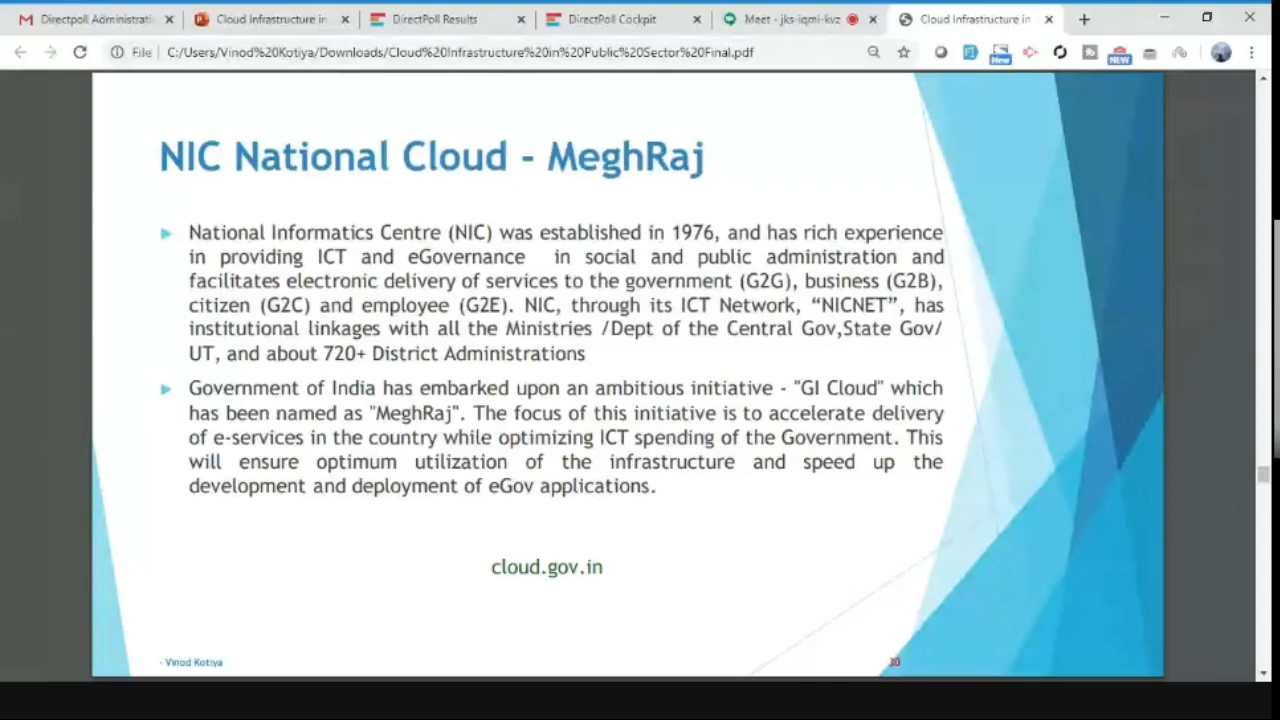 Directpoll Administrati
Cloud Infrastructure in
DirectPoll Results
DirectPoll Cockpit
Meet - jks-iqmi-kvz
Cloud Infrastructure in
File
C:/Users/Vinod%20Kotiya/Downloads/Cloud%20Infrastructure%20in%20Public%20Sector%20Final.pdf
New
NEW
NIC National Cloud - MeghRaj
National Informatics Centre (NIC) was established in 1976, and has rich experience
in providing ICT and eGovernance in social and public administration and
facilitates electronic delivery of services to the government (G2G), business (G2B),
citizen (G2C) and employee (G2E). NIC, through its ICT Network, “NICNET”, has
institutional linkages with all the Ministries /Dept of the Central Gov,State Gov/
UT, and about 720+ District Administrations
Government of India has embarked upon an ambitious initiative - "GI Cloud" which
has been named as "MeghRaj". The focus of this initiative is to accelerate delivery
of e-services in the country while optimizing ICT spending of the Government. This
will ensure optimum utilization of the infrastructure and speed up the
development and deployment of eGov applications.
cloud.gov.in
- Vinod Kotiya
30